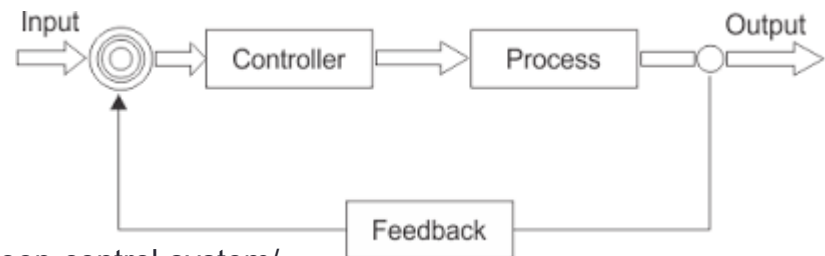 Input
Output
Controller
Process
Feedback
control system/